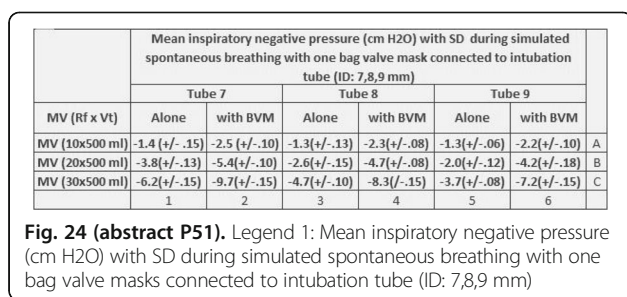 Mean inspiratory negative pressure (cm H2O) with SD during simulated
spontaneous breathing with one bag valve mask connected to intubation
tube (ID: 7,8,9 mm)
Tube 7 Tube 8 Tube 9
MV (Rf x Vt) Alone with BVM Alone with BVM Alone with BVM
MV (10x500 ml) -1.4 (+/- .15) -2.5 (+/-.10) -1.3(+/-.13) -2.3(+/-.08) -1.3(+/-.06) -2.2(+/-.10) A
MV (20x500 ml) -3.8(+/-.13) -5.4(+/-.10) -2.6(+/-.15) -4.7(+/-.08) -2.0(+/-.12) -4.2(+/-.18) B
MV (30x500 ml) -6.2(+/-.15) -9.7(+/-.15) -4.7(+/-.10) -8.3(/-.15) -3.7(+/-.08) -7.2(+/-.15) C
1 2 3 4 5 6
Fig. 24 (abstract P51). Legend 1: Mean inspiratory negative pressure
(cm H2O) with SD during simulated spontaneous breathing with one
bag valve masks connected to intubation tube (ID: 7,8,9 mm)